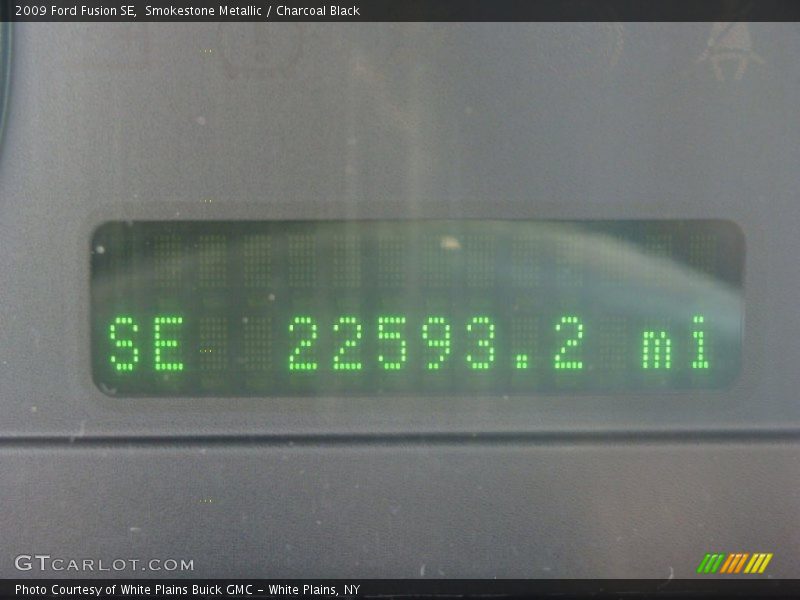 2009 Ford Fusion SE, Smokestone Metallic / Charcoal Black
SE 22593.2 mi
GTCARLOT.COM
Photo Courtesy of White Plains Buick GMC - White Plains, NY